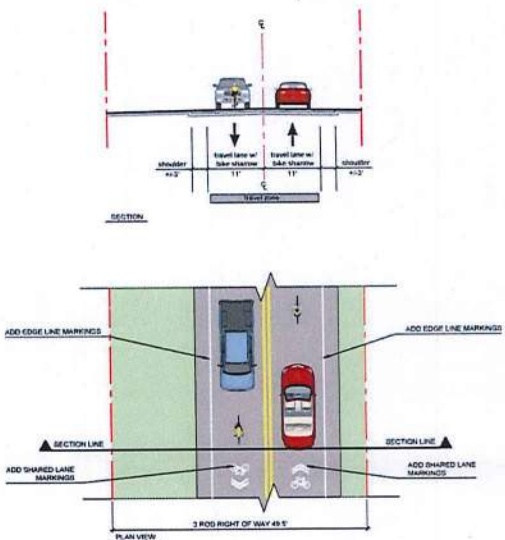 ℄
shoulder
+/-3'
travel lane w/
bike sharrow
11'
travel lane w/
bike sharrow
11'
shoulder
+/-3'
℄
travel zone
SECTION
ADD EDGE LINE MARKINGS
ADD EDGE LINE MARKINGS
SECTION LINE
SECTION LINE
ADD SHARED LANE
MARKINGS
ADD SHARED LANE
MARKINGS
3 ROD RIGHT OF WAY 49.5'
PLAN VIEW